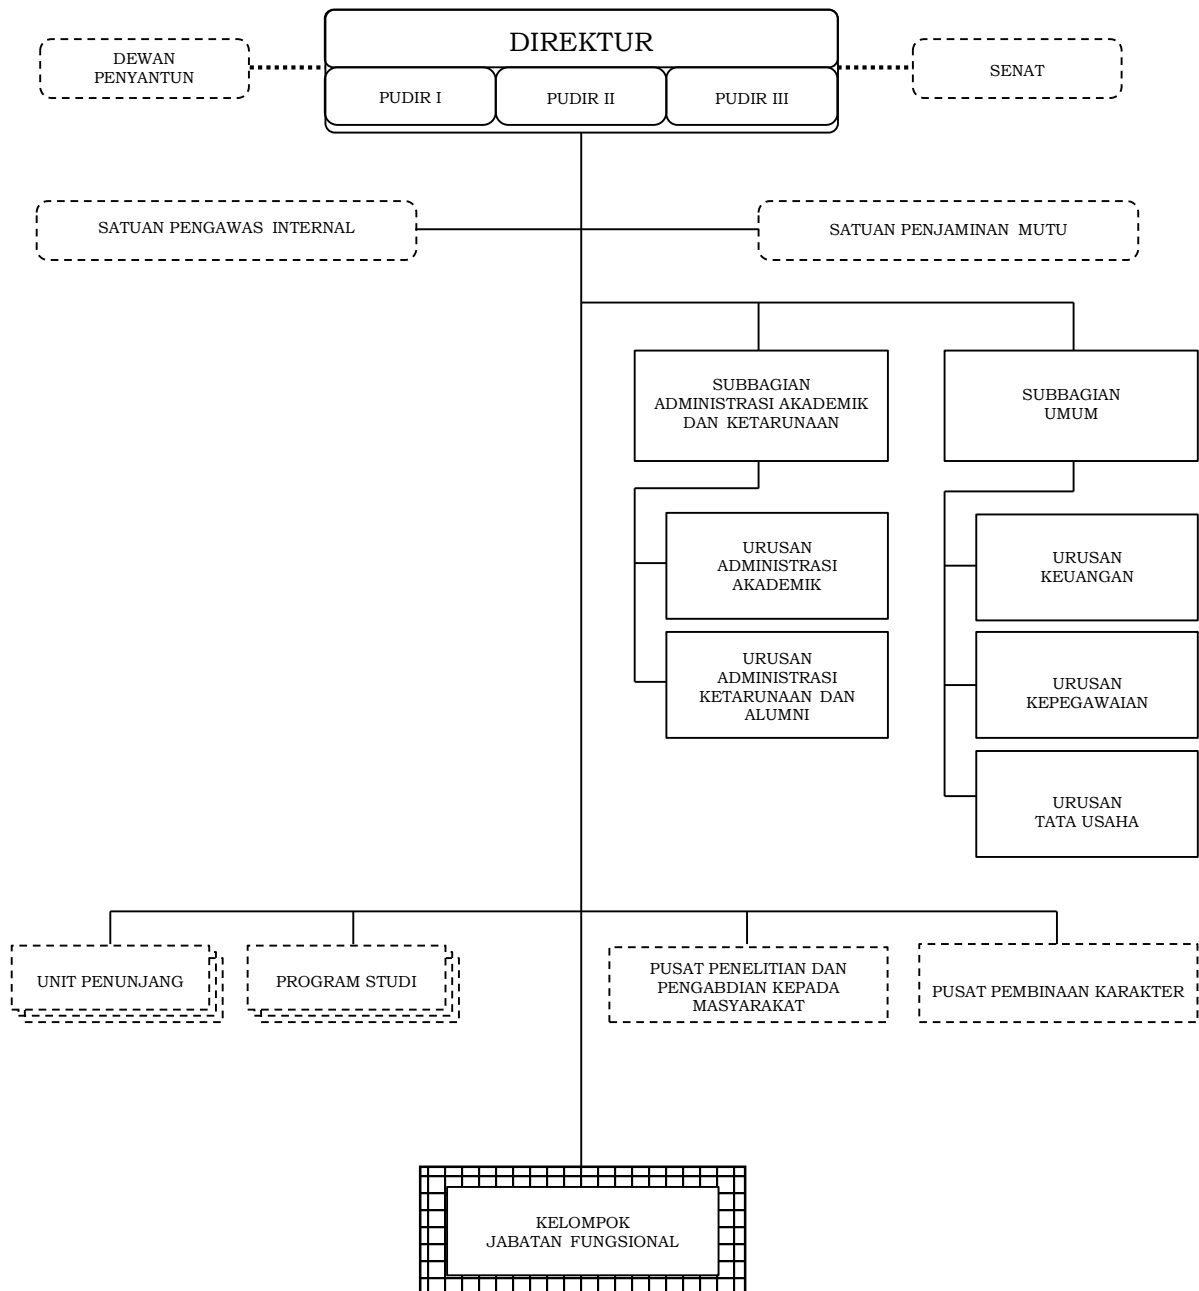 DIREKTUR
DEWAN
PENYANTUN
SENAT
PUDIR I
PUDIR II
PUDIR III
SATUAN PENGAWAS INTERNAL
SATUAN PENJAMINAN MUTU
SUBBAGIAN
ADMINISTRASI AKADEMIK
DAN KETARUNAAN
SUBBAGIAN
UMUM
URUSAN
ADMINISTRASI
AKADEMIK
URUSAN
KEUANGAN
URUSAN
ADMINISTRASI
KETARUNAAN DAN
ALUMNI
URUSAN
KEPEGAWAIAN
URUSAN
TATA USAHA
UNIT PENUNJANG
PROGRAM STUDI
PUSAT PENELITIAN DAN
PENGABDIAN KEPADA
MASYARAKAT
PUSAT PEMBINAAN KARAKTER
KELOMPOK
JABATAN FUNGSIONAL